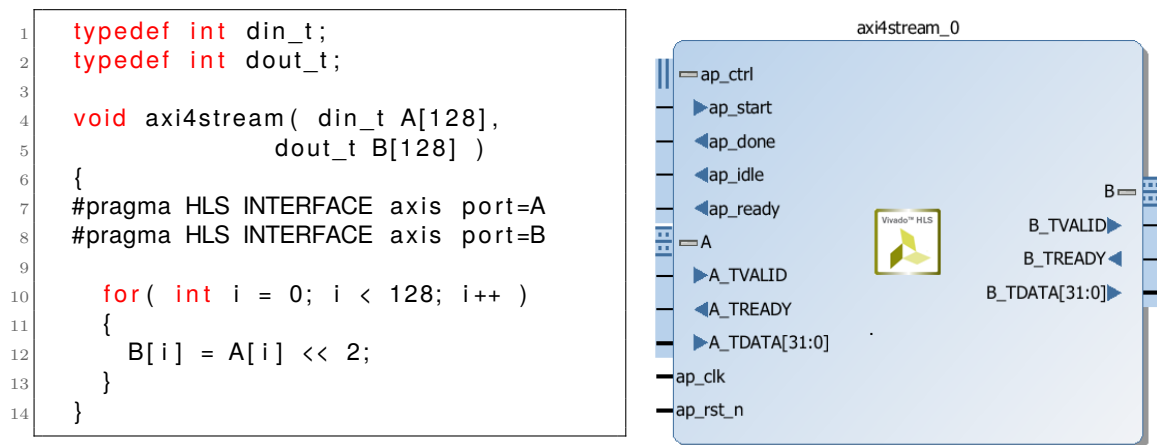 1 typedef int din_t;
2 typedef int dout_t;
3
4 void axi4stream( din_t A[128],
5 dout_t B[128] )
6 {
7 #pragma HLS INTERFACE axis port=A
8 #pragma HLS INTERFACE axis port=B
9
10 for( int i = 0; i < 128; i++ )
11 {
12 B[i] = A[i] << 2;
13 }
14 }
axi4stream_0
ap_ctrl
ap_start
ap_done
ap_idle
ap_ready
A
A_TVALID
A_TREADY
A_TDATA[31:0]
ap_clk
ap_rst_n
Vivado™ HLS
B
B_TVALID
B_TREADY
B_TDATA[31:0]